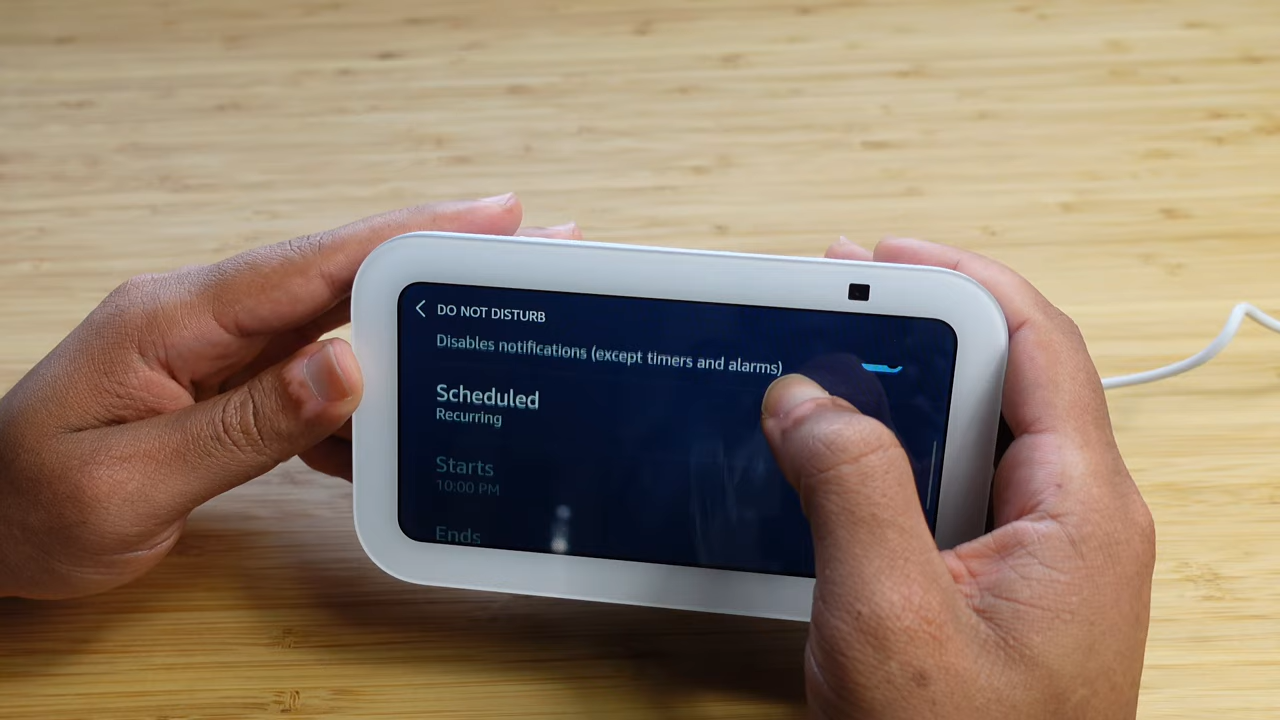 DO NOT DISTURB
Disables notifications (except timers and alarms)
Scheduled
Recurring
Starts
10:00 PM
Ends